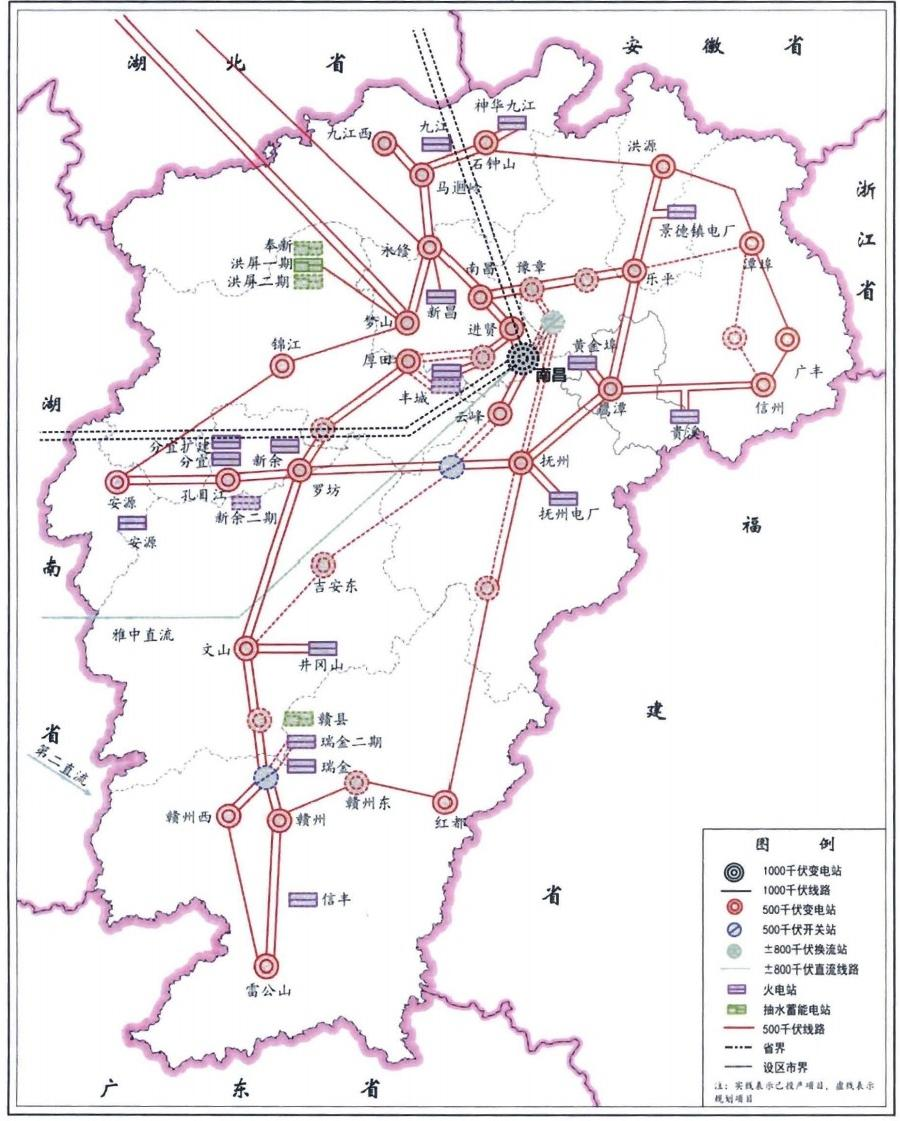 湖 北 省
安 徽 省
神华九江
九江西
九江
石钟山
洪源
马迴岭
浙
江
省
景德镇电厂
奉新
洪屏一期
洪屏二期
永修
南昌
豫章
乐平
潭埠
新昌
梦山
进贤
锦江
厚田
黄金埠
南昌
广丰
丰城
鹰潭
信州
云峰
贵溪
湖
分宜扩建
分宜
新余
抚州
安源
孔目江
罗坊
新余二期
抚州电厂
安源
福
南
吉安东
雅中直流
文山
井冈山
建
赣县
省
瑞金二期
第二直流
瑞金
赣州东
赣州西
赣州
红都
省
信丰
雷公山
广 东 省
图 例
1000千伏变电站
1000千伏线路
500千伏变电站
500千伏开关站
±800千伏换流站
±800千伏直流线路
火电站
抽水蓄能电站
500千伏线路
省界
设区市界
注：实线表示已投产项目，虚线表示
规划项目